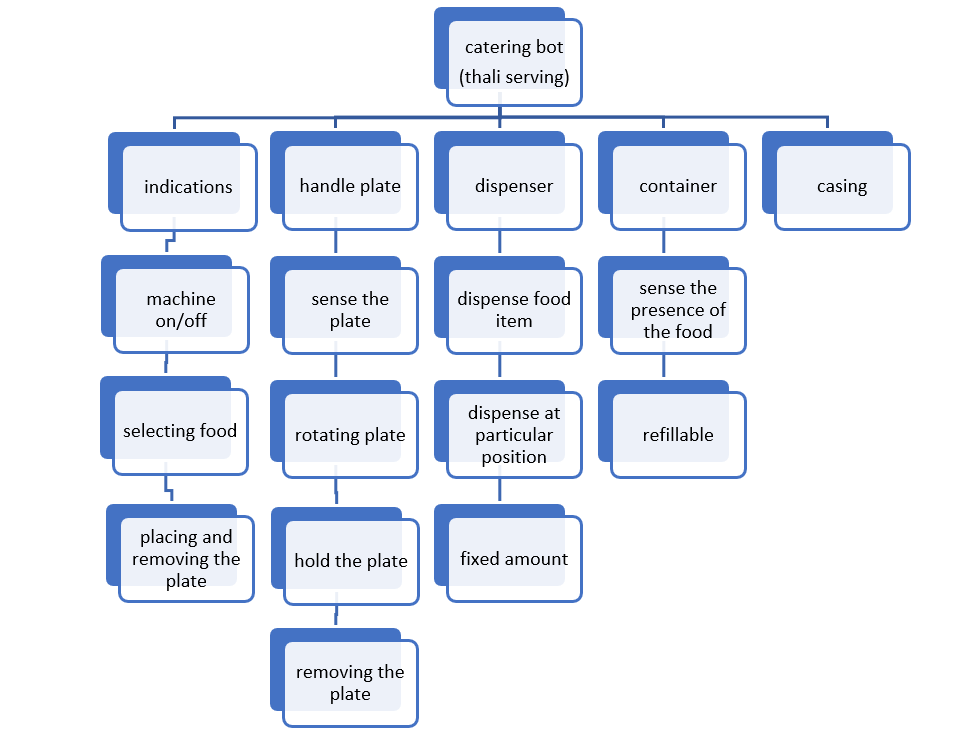 catering bot
(thali serving)
indications
handle plate
dispenser
container
casing
machine
on/off
sense the
plate
dispense food
item
sense the
presence of
the food
selecting food
rotating plate
dispense at
particular
position
refillable
placing and
removing the
plate
hold the plate
fixed amount
removing the
plate